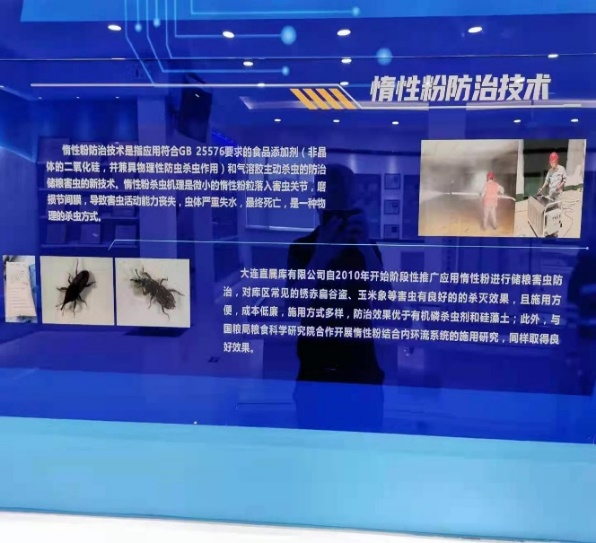 惰性粉防治技术
惰性粉防治技术是指应用符合GB 25576要求的食品添加剂（非晶
体的二氧化硅，并兼具物理性防虫杀虫作用）和气溶胶主动杀虫的防治
储粮害虫的新技术，惰性粉杀虫机理是微小的惰性粉粒落入害虫关节，磨
损节间膜，导致害虫活动能力丧失，虫体严重失水，最终死亡，是一种物
理的杀虫方式。
大连直属库有限公司自2010年开始阶段性推广应用惰性粉进行储粮害虫防
治，对库区常见的锈赤扁谷盗、玉米象等害虫有良好的的杀灭效果，且施用方
便，成本低廉，施用方式多样，防治效果优于有机磷杀虫剂和硅藻土；此外，与
国粮局粮食科学研究院合作开展惰性粉结合内环流系统的施用研究，同样取得良
好效果。